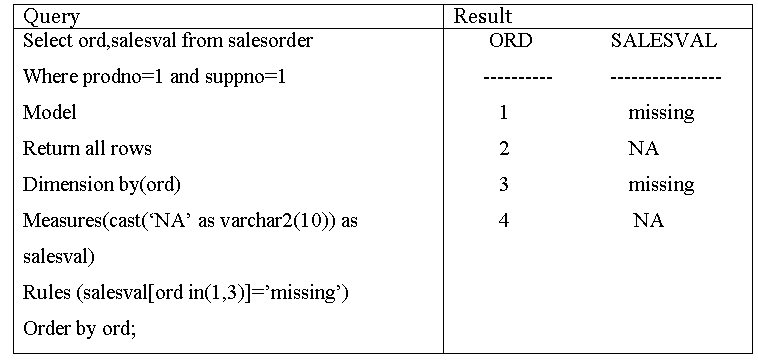 Query
Result
Select ord,salesval from salesorder
Where prodno=1 and suppno=1
Model
Return all rows
Dimension by(ord)
Measures(cast(‘NA’ as varchar2(10)) as
salesval)
Rules (salesval[ord in(1,3)]=’missing’)
Order by ord;
ORD SALESVAL
---------- ----------------
1 missing
2 NA
3 missing
4 NA